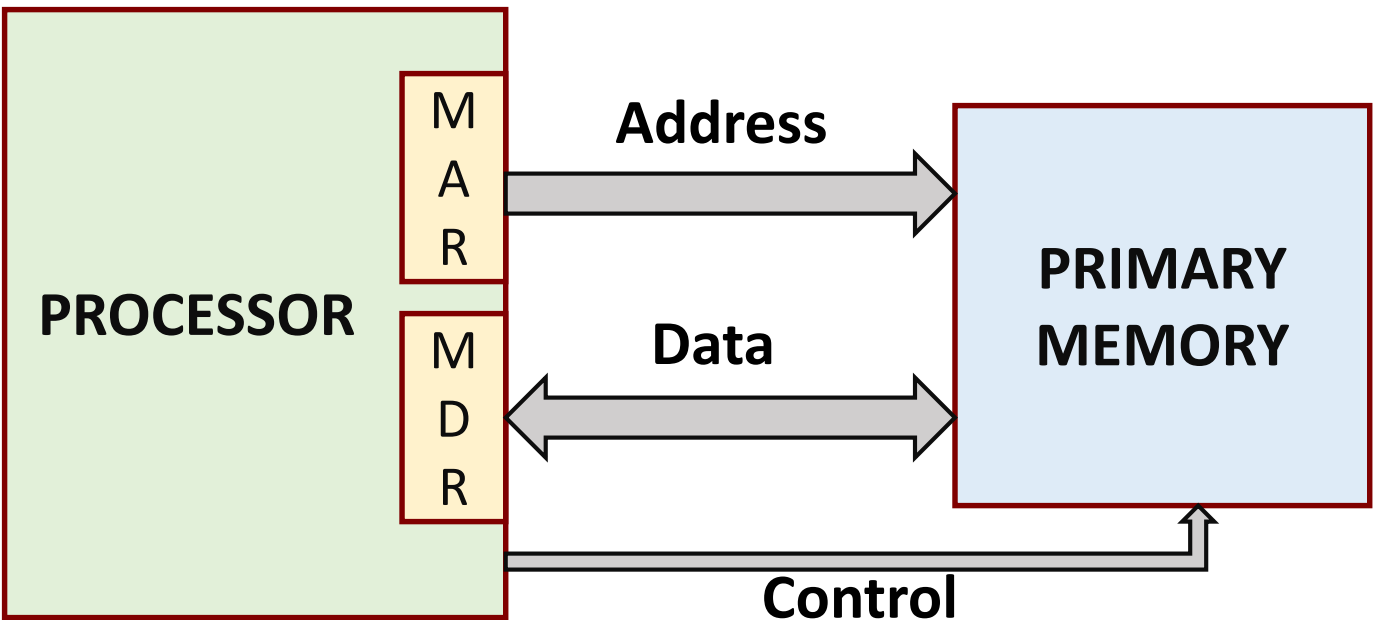 PROCESSOR
M
A
R
M
D
R
Address
Data
Control
PRIMARY
MEMORY